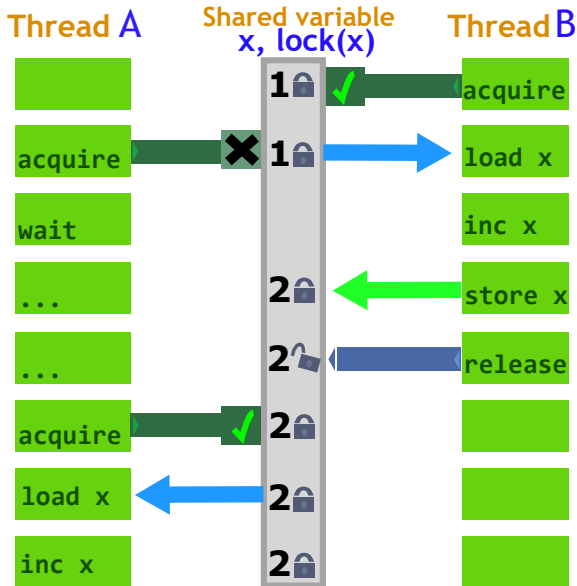 Thread A
Shared variable
x, lock(x)
Thread B
1
acquire
acquire
1
load x
wait
inc x
...
2
store x
...
2
release
acquire
2
load x
2
inc x
2